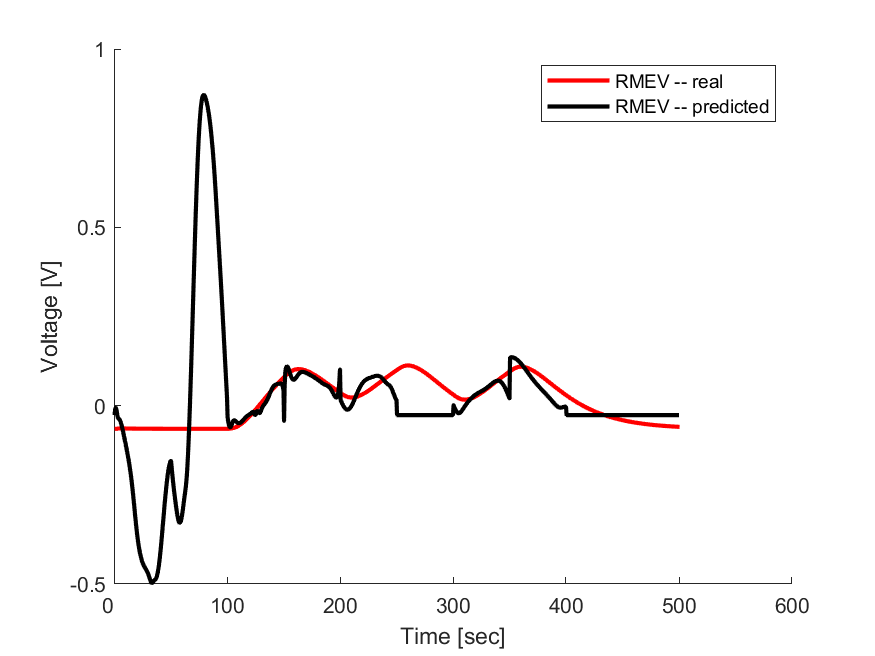 1
0.5
0
-0.5
Voltage [V]
0 100 200 300 400 500 600
Time [sec]
RMEV -- real
RMEV -- predicted